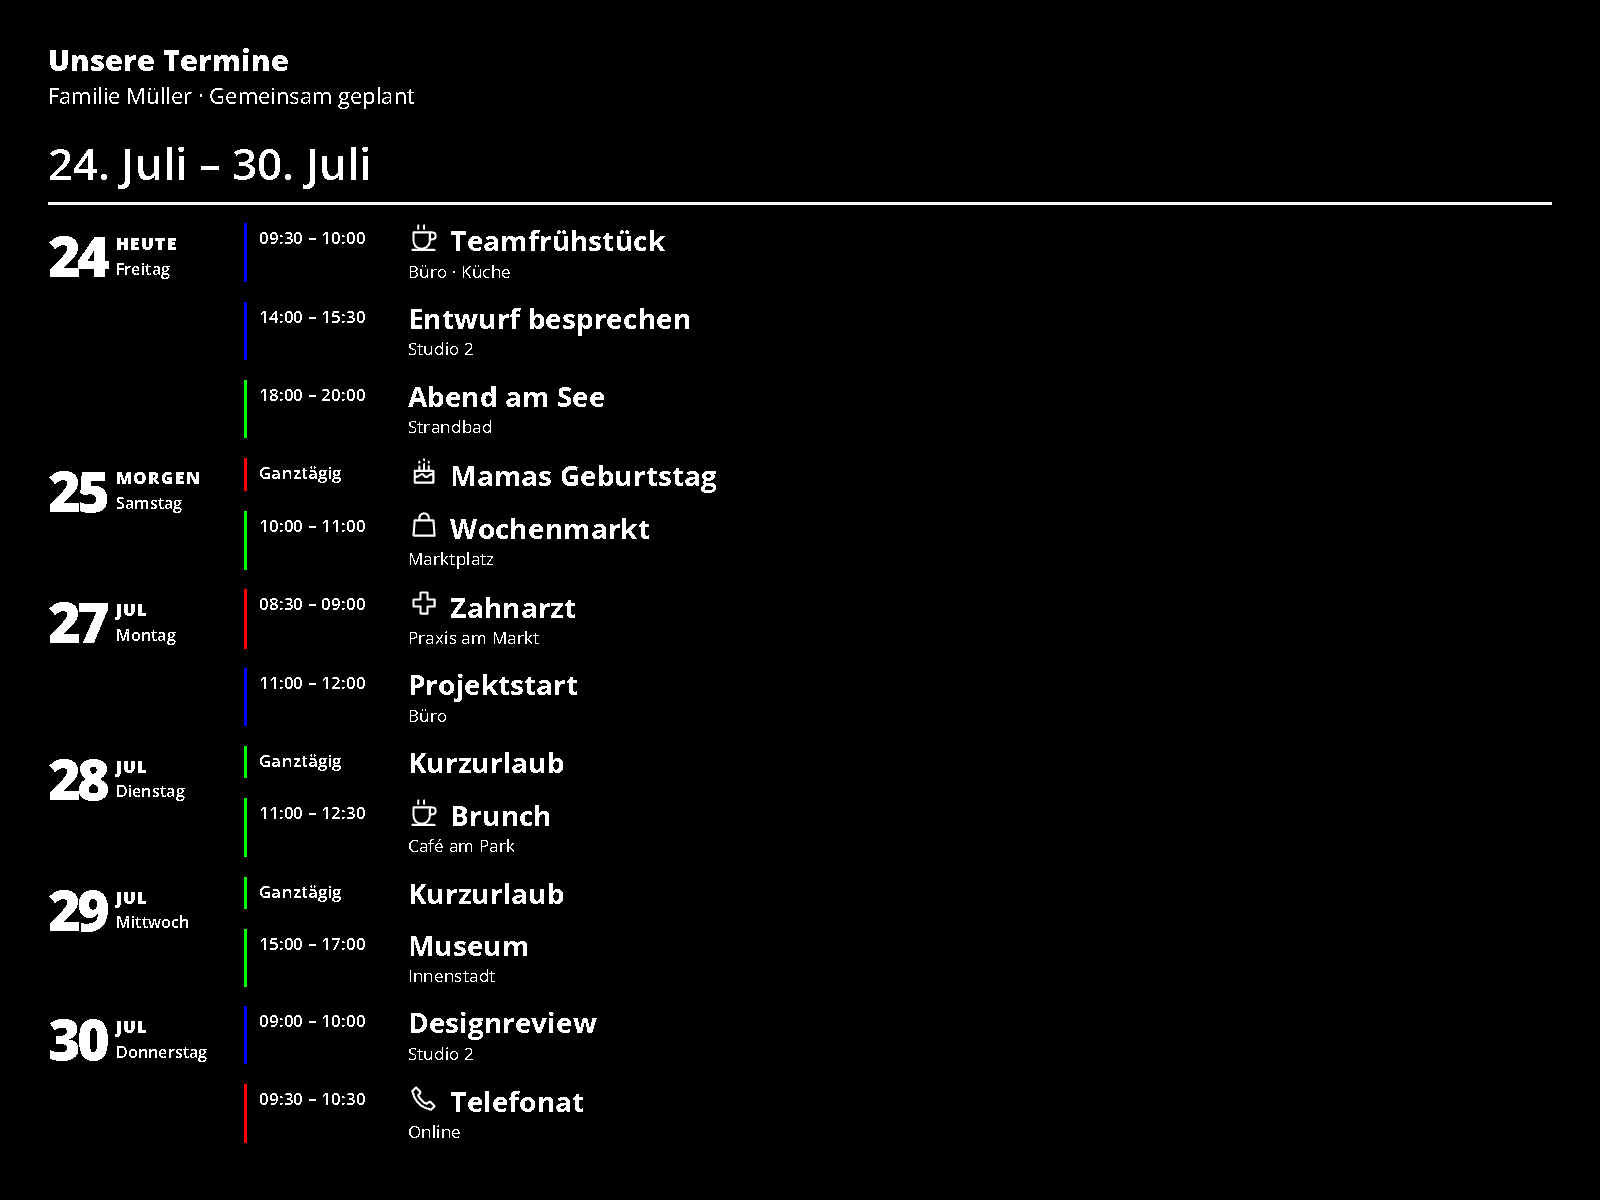 Unsere Termine
Familie Müller · Gemeinsam geplant
24. Juli – 30. Juli
24 HEUTE Freitag
09:30 – 10:00 Teamfrühstück
Büro · Küche
14:00 – 15:30 Entwurf besprechen
Studio 2
18:00 – 20:00 Abend am See
Strandbad
25 MORGEN Samstag
Ganztägig Mamas Geburtstag
10:00 – 11:00 Wochenmarkt
Marktplatz
27 JUL Montag
08:30 – 09:00 Zahnarzt
Praxis am Markt
11:00 – 12:00 Projektstart
Büro
28 JUL Dienstag
Ganztägig Kurzurlaub
11:00 – 12:30 Brunch
Café am Park
29 JUL Mittwoch
Ganztägig Kurzurlaub
15:00 – 17:00 Museum
Innenstadt
30 JUL Donnerstag
09:00 – 10:00 Designreview
Studio 2
09:30 – 10:30 Telefonat
Online